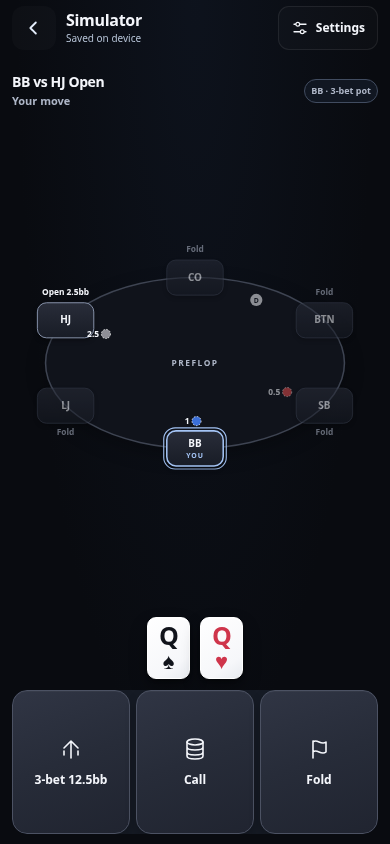 Simulator
Saved on device
Settings
BB vs HJ Open
Your move
BB · 3-bet pot
Fold
CO
Open 2.5bb
D
Fold
HJ
BTN
2.5
PREFLOP
LJ
0.5
SB
Fold
1
Fold
BB
YOU
Q♠
Q♥
3-bet 12.5bb
Call
Fold